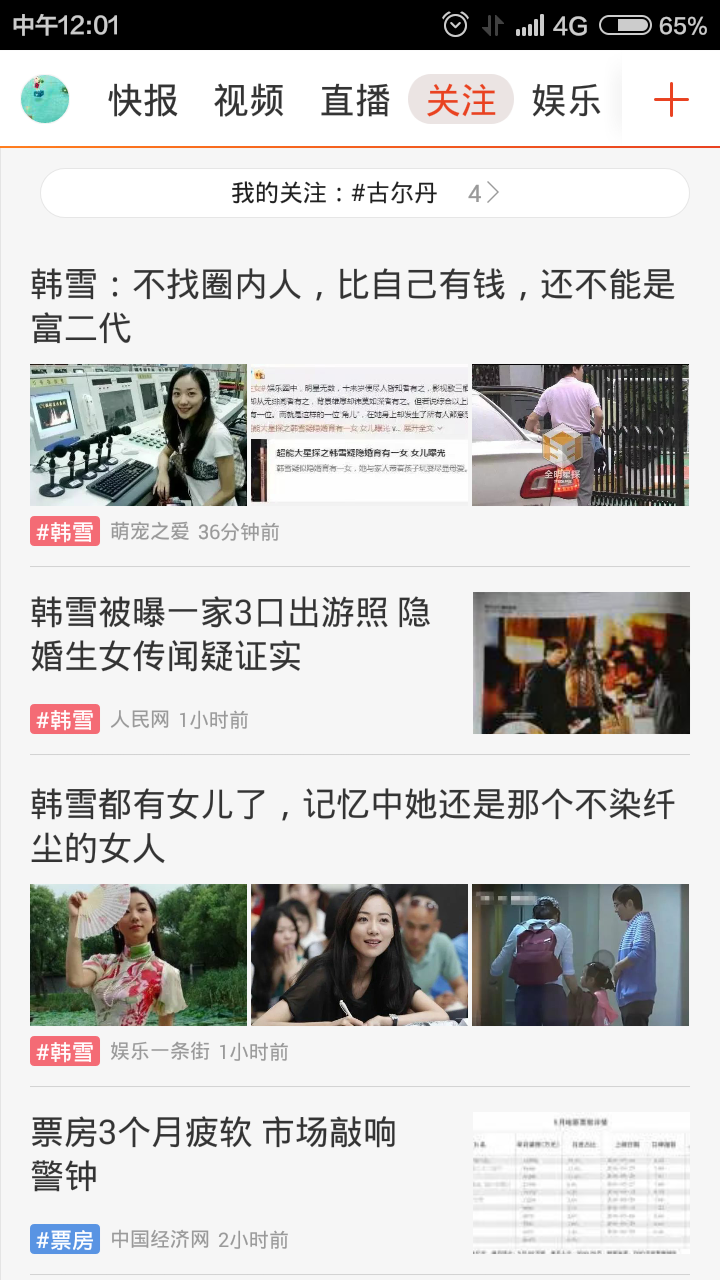 中午12:01
4G
65%
快报 视频 直播 关注 娱乐
我的关注：#古尔丹 4
韩雪：不找圈内人，比自己有钱，还不能是
富二代
超能大星探之韩雪疑隐婚育有一女 女儿曝光
全明星探
#韩雪 萌宠之爱 36分钟前
韩雪被曝一家3口出游照 隐
婚生女传闻疑证实
#韩雪 人民网 1小时前
韩雪都有女儿了，记忆中她还是那个不染纤
尘的女人
#韩雪 娱乐一条街 1小时前
票房3个月疲软 市场敲响
警钟
#票房 中国经济网 2小时前